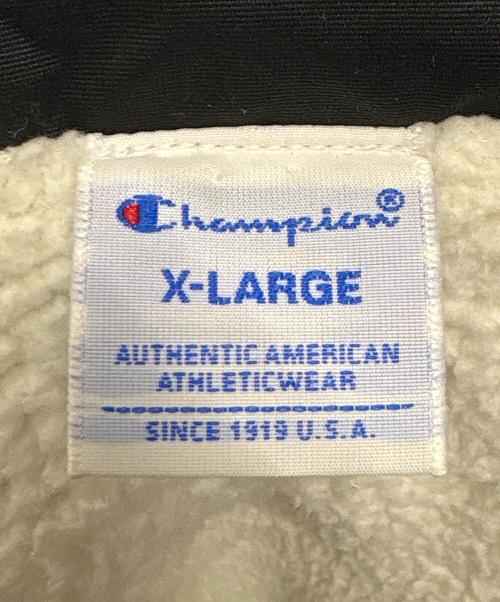 Champion®
X-LARGE
AUTHENTIC AMERICAN
ATHLETICWEAR
SINCE 1919 U.S.A.